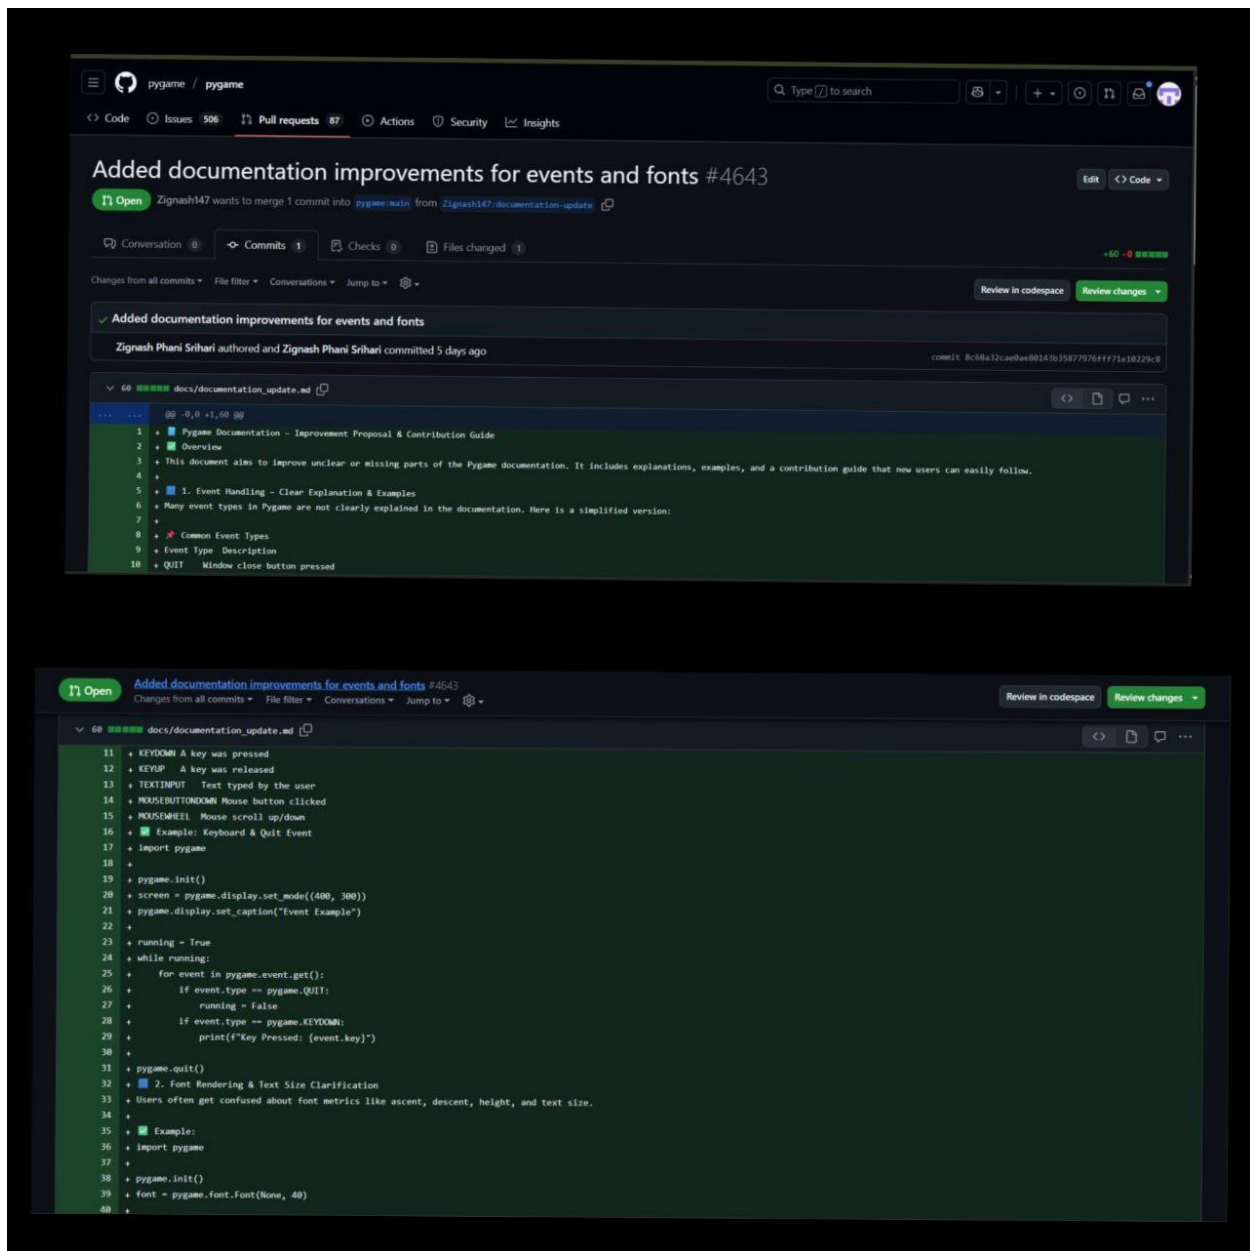 pygame / pygame
Type / to search
Code Issues 506 Pull requests 87 Actions Security Insights
Added documentation improvements for events and fonts #4643
Edit Code
Open Zignash147 wants to merge 1 commit into pygame:main from Zignash147:documentation-update
Conversation 0 Commits 1 Checks 0 Files changed 1
+60 -0
Changes from all commits File filter Conversations Jump to
Review in codespace Review changes
Added documentation improvements for events and fonts
Zignash Phani Srihari authored and Zignash Phani Srihari committed 5 days ago
commit 8c68a32cae0ae80143b35877976fff71e10229c8
60 docs/documentation_update.md
@@ -0,0 +1,60 @@
1 + 📘 Pygame Documentation – Improvement Proposal & Contribution Guide
2 + ✅ Overview
3 + This document aims to improve unclear or missing parts of the Pygame documentation. It includes explanations, examples, and a contribution guide that new users can easily follow.
4 +
5 + 🟦 1. Event Handling – Clear Explanation & Examples
6 + Many event types in Pygame are not clearly explained in the documentation. Here is a simplified version:
7 +
8 + 📌 Common Event Types
9 + Event Type Description
10 + QUIT Window close button pressed
Open Added documentation improvements for events and fonts #4643
Changes from all commits File filter Conversations Jump to
Review in codespace Review changes
60 docs/documentation_update.md
11 + KEYDOWN A key was pressed
12 + KEYUP A key was released
13 + TEXTINPUT Text typed by the user
14 + MOUSEBUTTONDOWN Mouse button clicked
15 + MOUSEWHEEL Mouse scroll up/down
16 + ✅ Example: Keyboard & Quit Event
17 + import pygame
18 +
19 + pygame.init()
20 + screen = pygame.display.set_mode((400, 300))
21 + pygame.display.set_caption("Event Example")
22 +
23 + running = True
24 + while running:
25 + for event in pygame.event.get():
26 + if event.type == pygame.QUIT:
27 + running = False
28 + if event.type == pygame.KEYDOWN:
29 + print(f"Key Pressed: {event.key}")
30 +
31 + pygame.quit()
32 + 🟦 2. Font Rendering & Text Size Clarification
33 + Users often get confused about font metrics like ascent, descent, height, and text size.
34 +
35 + ✅ Example:
36 + import pygame
37 +
38 + pygame.init()
39 + font = pygame.font.Font(None, 40)
40 +